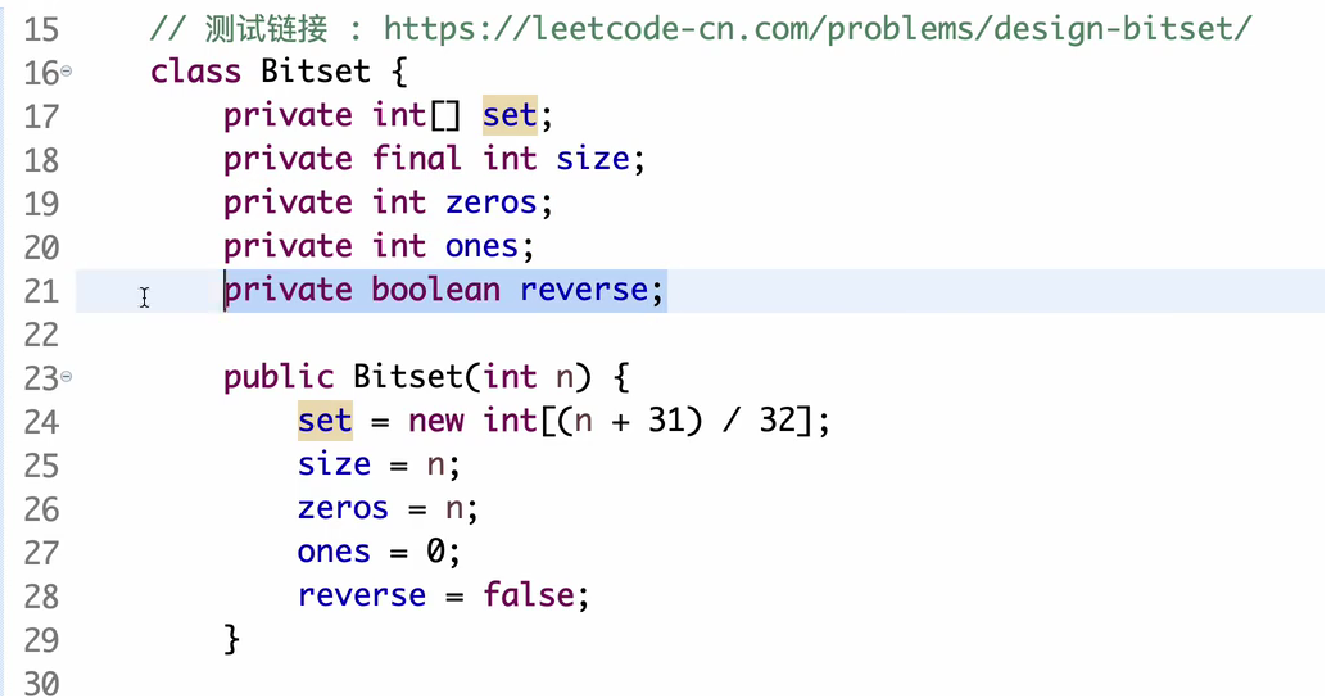 15 // 测试链接 : https://leetcode-cn.com/problems/design-bitset/
16 class Bitset {
17 private int[] set;
18 private final int size;
19 private int zeros;
20 private int ones;
21 private boolean reverse;
22
23 public Bitset(int n) {
24 set = new int[(n + 31) / 32];
25 size = n;
26 zeros = n;
27 ones = 0;
28 reverse = false;
29 }
30